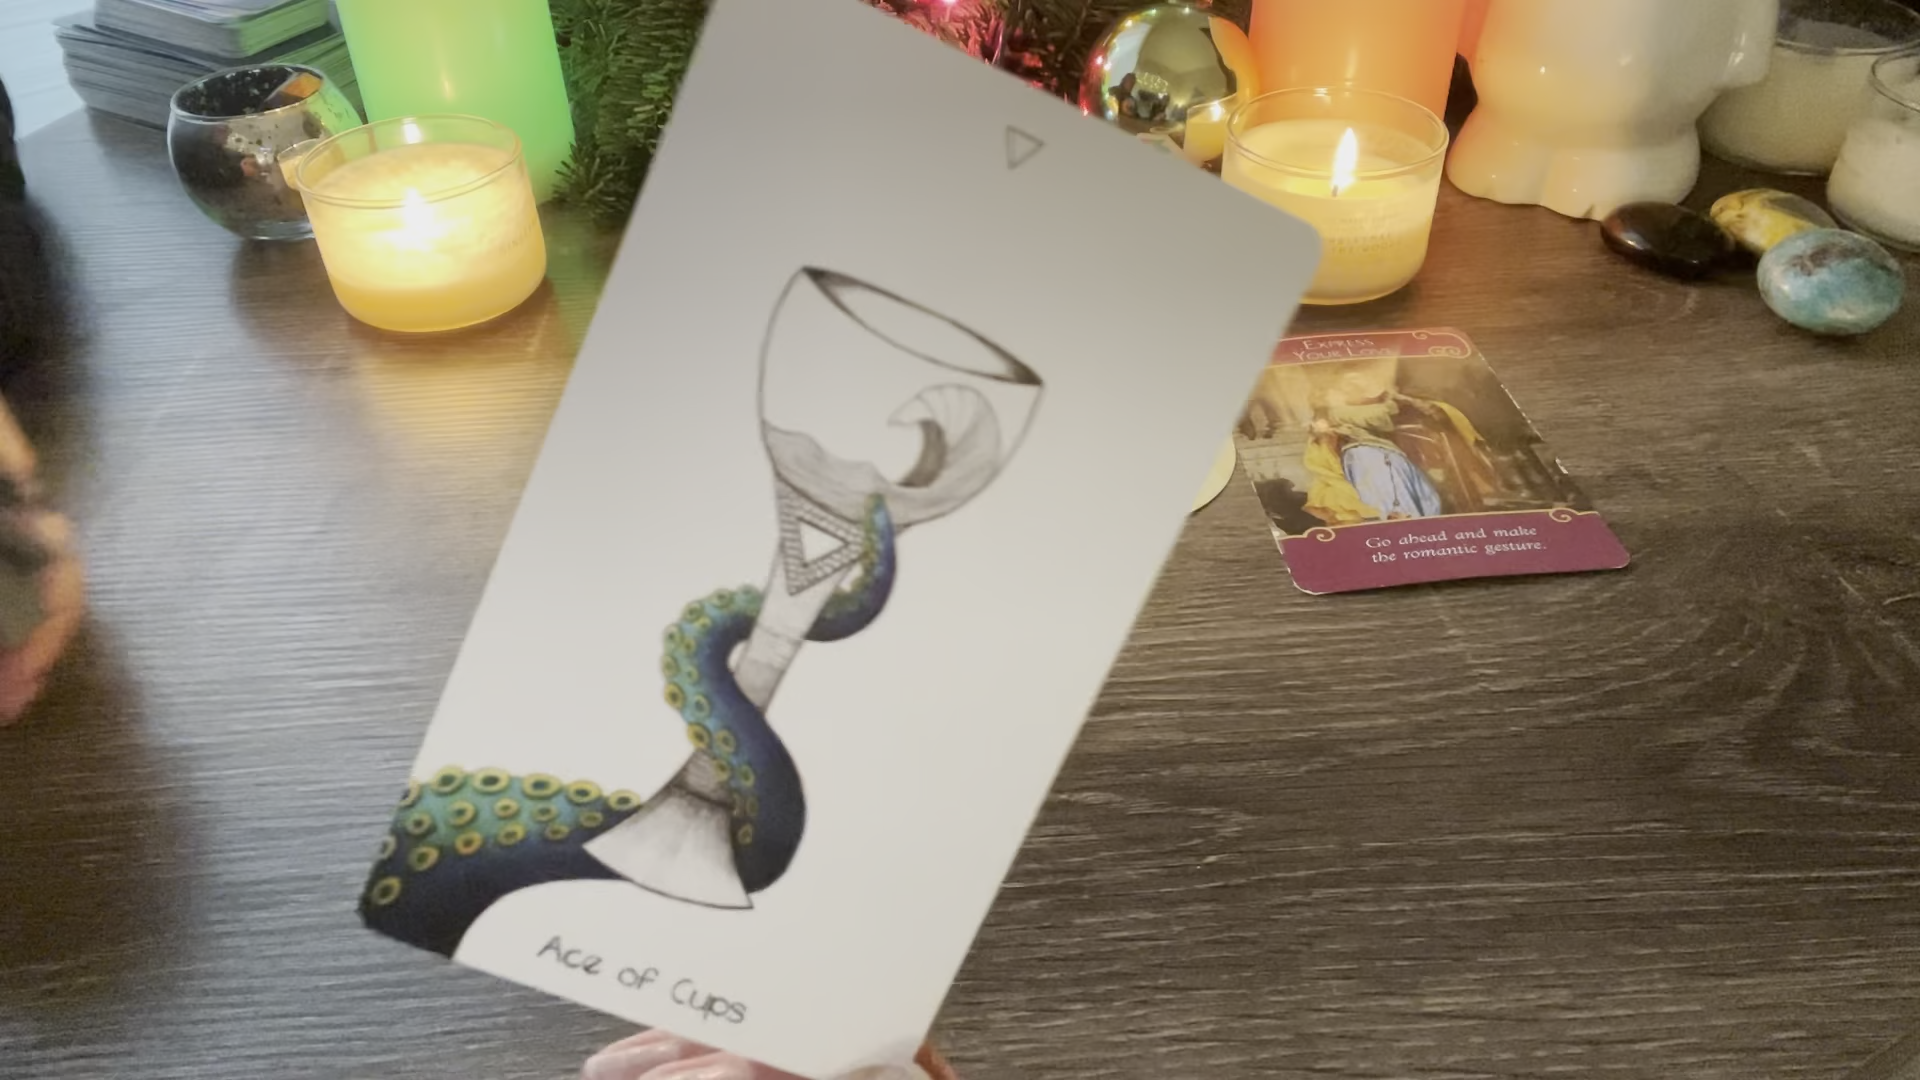 Express
Your Love
Go ahead and make
the romantic gesture.
Ace of Cups